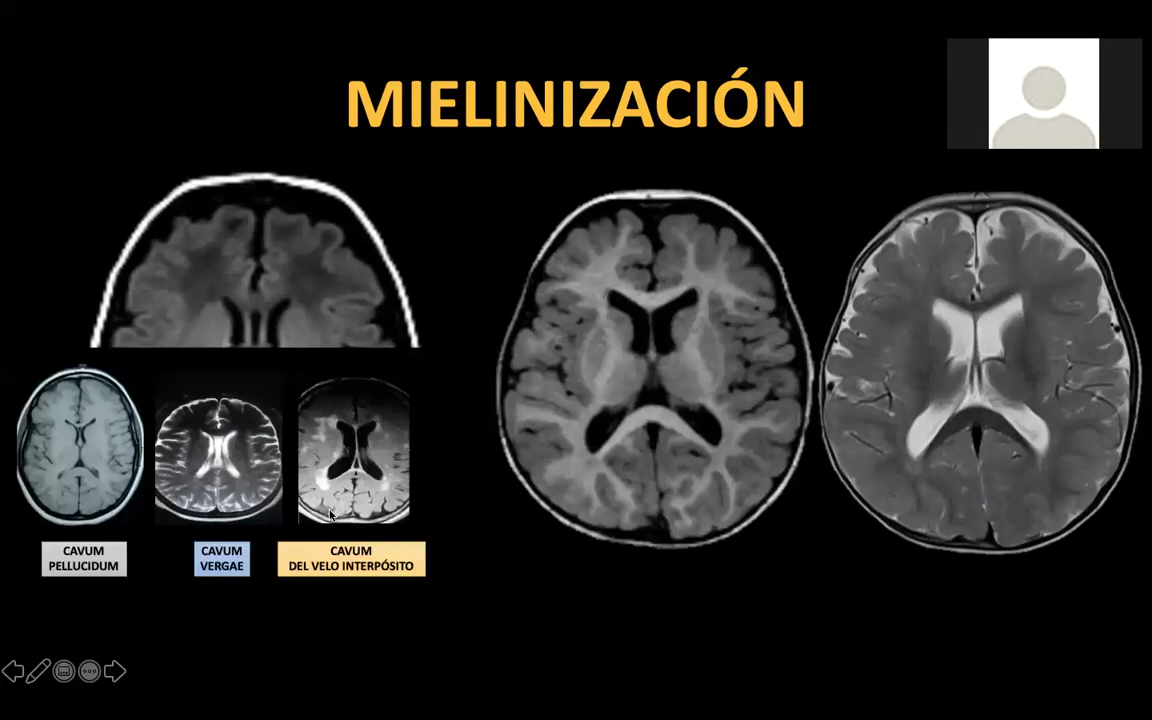 MIELINIZACIÓN
CAVUM
PELLUCIDUM
CAVUM
VERGAE
CAVUM
DEL VELO INTERPÓSITO